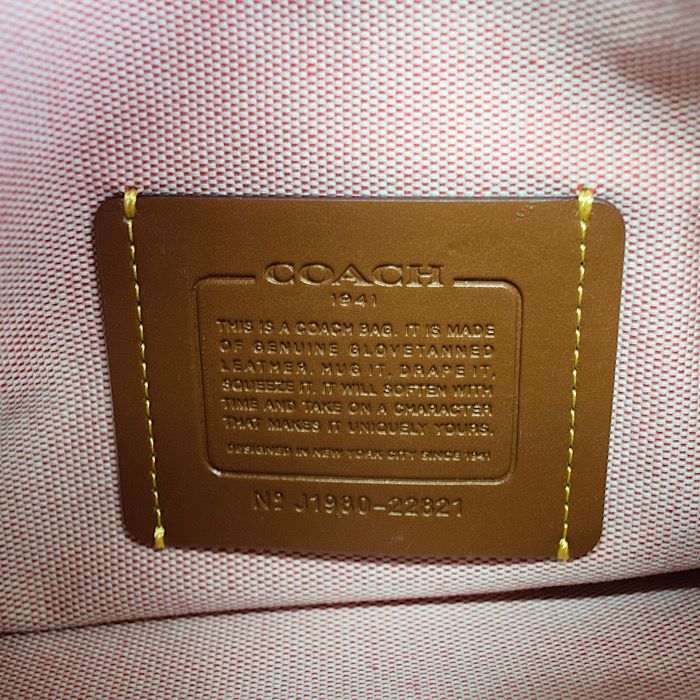 COACH
1941
THIS IS A COACH BAG. IT IS MADE
OF GENUINE GLOVETANNED
LEATHER. HUG IT, DRAPE IT,
SQUEEZE IT. IT WILL SOFTEN WITH
TIME AND TAKE ON A CHARACTER
THAT MAKES IT UNIQUELY YOURS.
DESIGNED IN NEW YORK CITY SINCE 1941
Nº J1980-22821